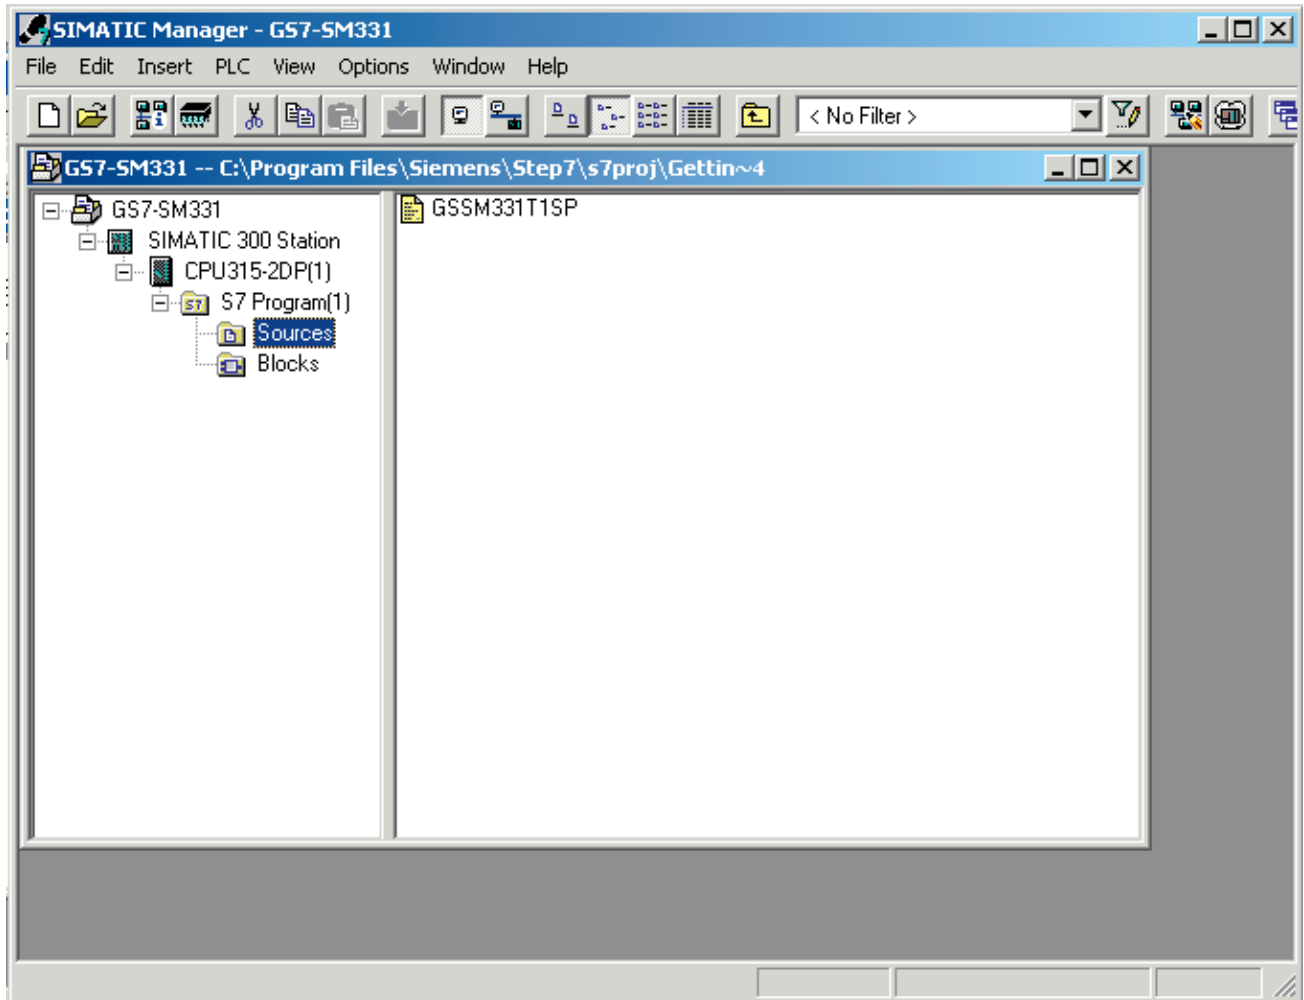 SIMATIC Manager - GS7-SM331
File Edit Insert PLC View Options Window Help
< No Filter >
GS7-SM331 -- C:\Program Files\Siemens\Step7\s7proj\Gettin~4
GS7-SM331
GSSM331T1SP
SIMATIC 300 Station
CPU315-2DP(1)
S7 Program(1)
Sources
Blocks